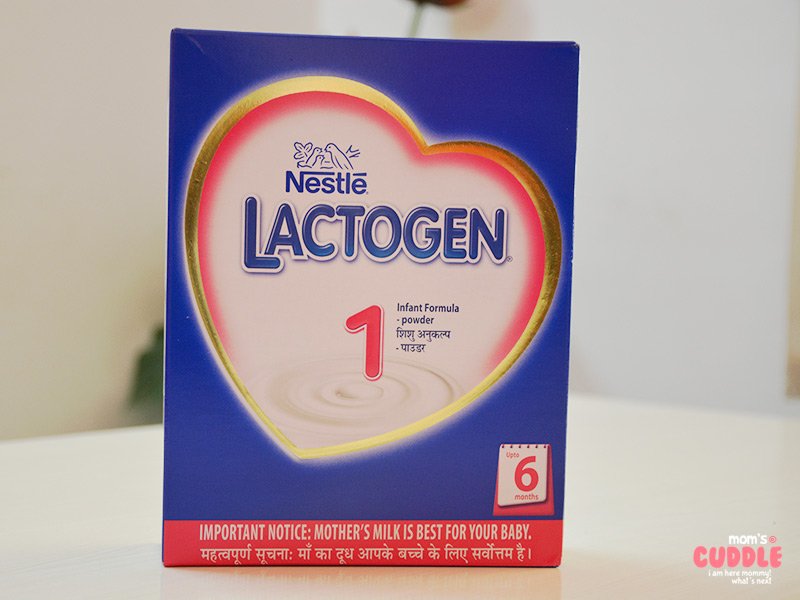 Nestlé
LACTOGEN
1
Infant Formula
- powder
शिशु अनुकल्प
- पाउडर
Upto
6
months
IMPORTANT NOTICE: MOTHER'S MILK IS BEST FOR YOUR BABY.
महत्वपूर्ण सूचना: माँ का दूध आपके बच्चे के लिए सर्वोत्तम है।
mom's ©
CUDDLE
i am here mommy!
what's next